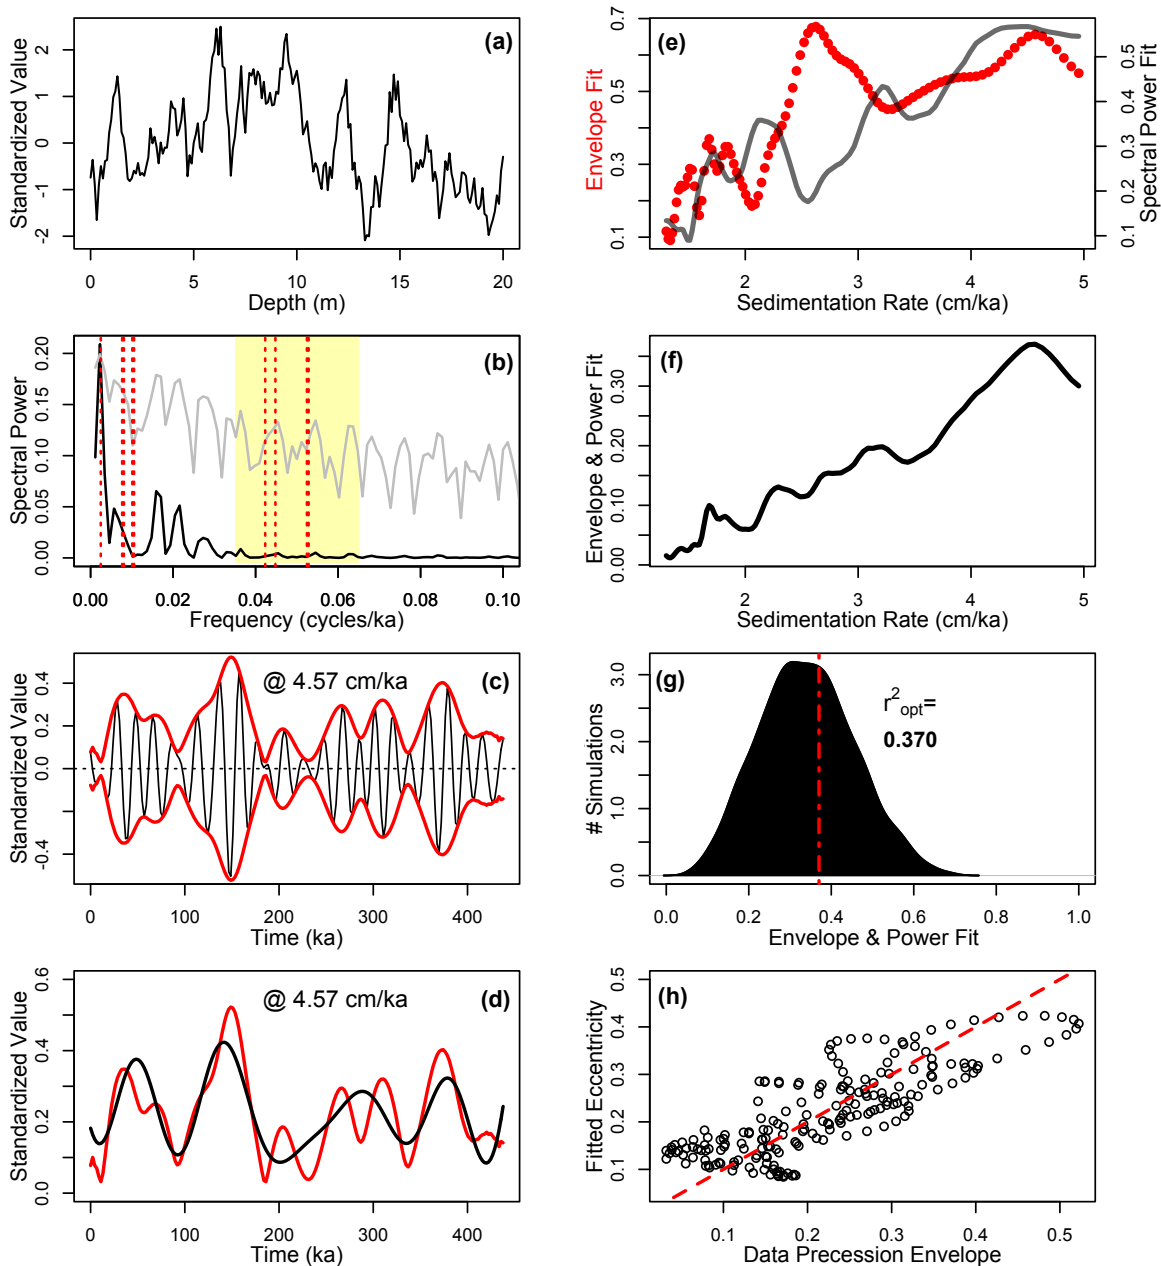 (a)
Standardized Value
2
1
0
-1
-2
0 5 10 15 20
Depth (m)
(e)
Envelope Fit
0.7
0.5
0.3
0.1
Spectral Power Fit
0.5
0.4
0.3
0.2
0.1
2 3 4 5
Sedimentation Rate (cm/ka)
(b)
Spectral Power
0.20
0.15
0.10
0.05
0.00
0.00 0.02 0.04 0.06 0.08 0.10
Frequency (cycles/ka)
(f)
Envelope & Power Fit
0.30
0.20
0.10
0.00
2 3 4 5
Sedimentation Rate (cm/ka)
@ 4.57 cm/ka
(c)
Standardized Value
0.4
0.2
0.0
-0.4
0 100 200 300 400
Time (ka)
(g)
r²opt=
0.370
# Simulations
3.0
2.0
1.0
0.0
0.0 0.2 0.4 0.6 0.8 1.0
Envelope & Power Fit
@ 4.57 cm/ka
(d)
Standardized Value
0.6
0.4
0.2
0.0
0 100 200 300 400
Time (ka)
(h)
Fitted Eccentricity
0.5
0.4
0.3
0.2
0.1
0.1 0.2 0.3 0.4 0.5
Data Precession Envelope